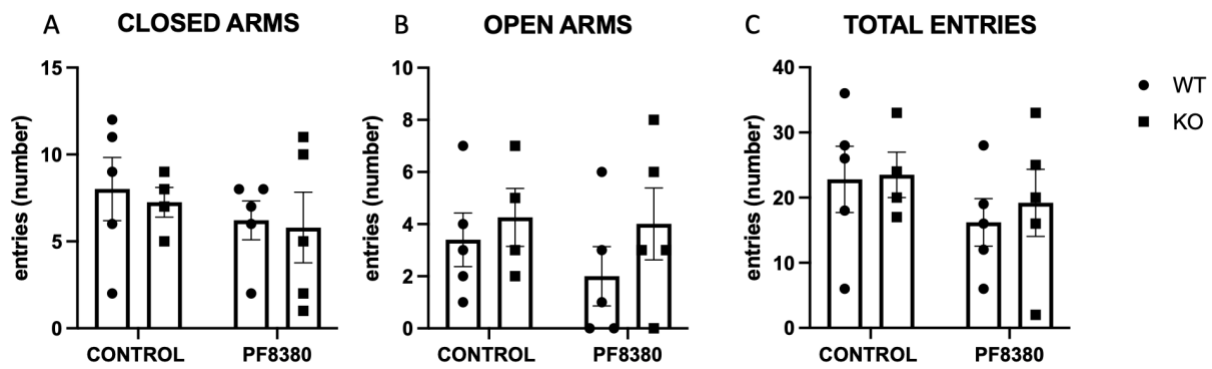 A CLOSED ARMS
B OPEN ARMS
C TOTAL ENTRIES
entries (number)
15
10
5
0
CONTROL PF8380
entries (number)
10
8
6
4
2
0
CONTROL PF8380
entries (number)
40
30
20
10
0
CONTROL PF8380
WT
KO